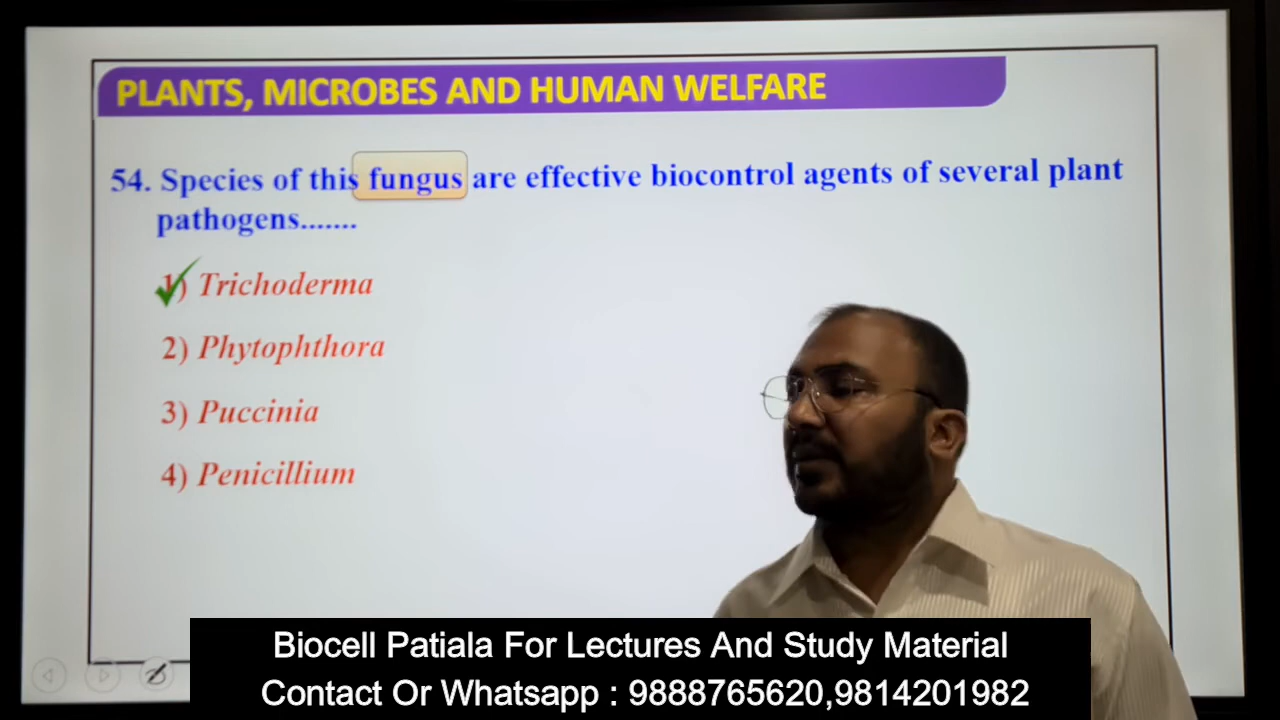 PLANTS, MICROBES AND HUMAN WELFARE
54. Species of this fungus are effective biocontrol agents of several plant
pathogens.......
1) Trichoderma
2) Phytophthora
3) Puccinia
4) Penicillium
Biocell Patiala For Lectures And Study Material
Contact Or Whatsapp : 9888765620,9814201982